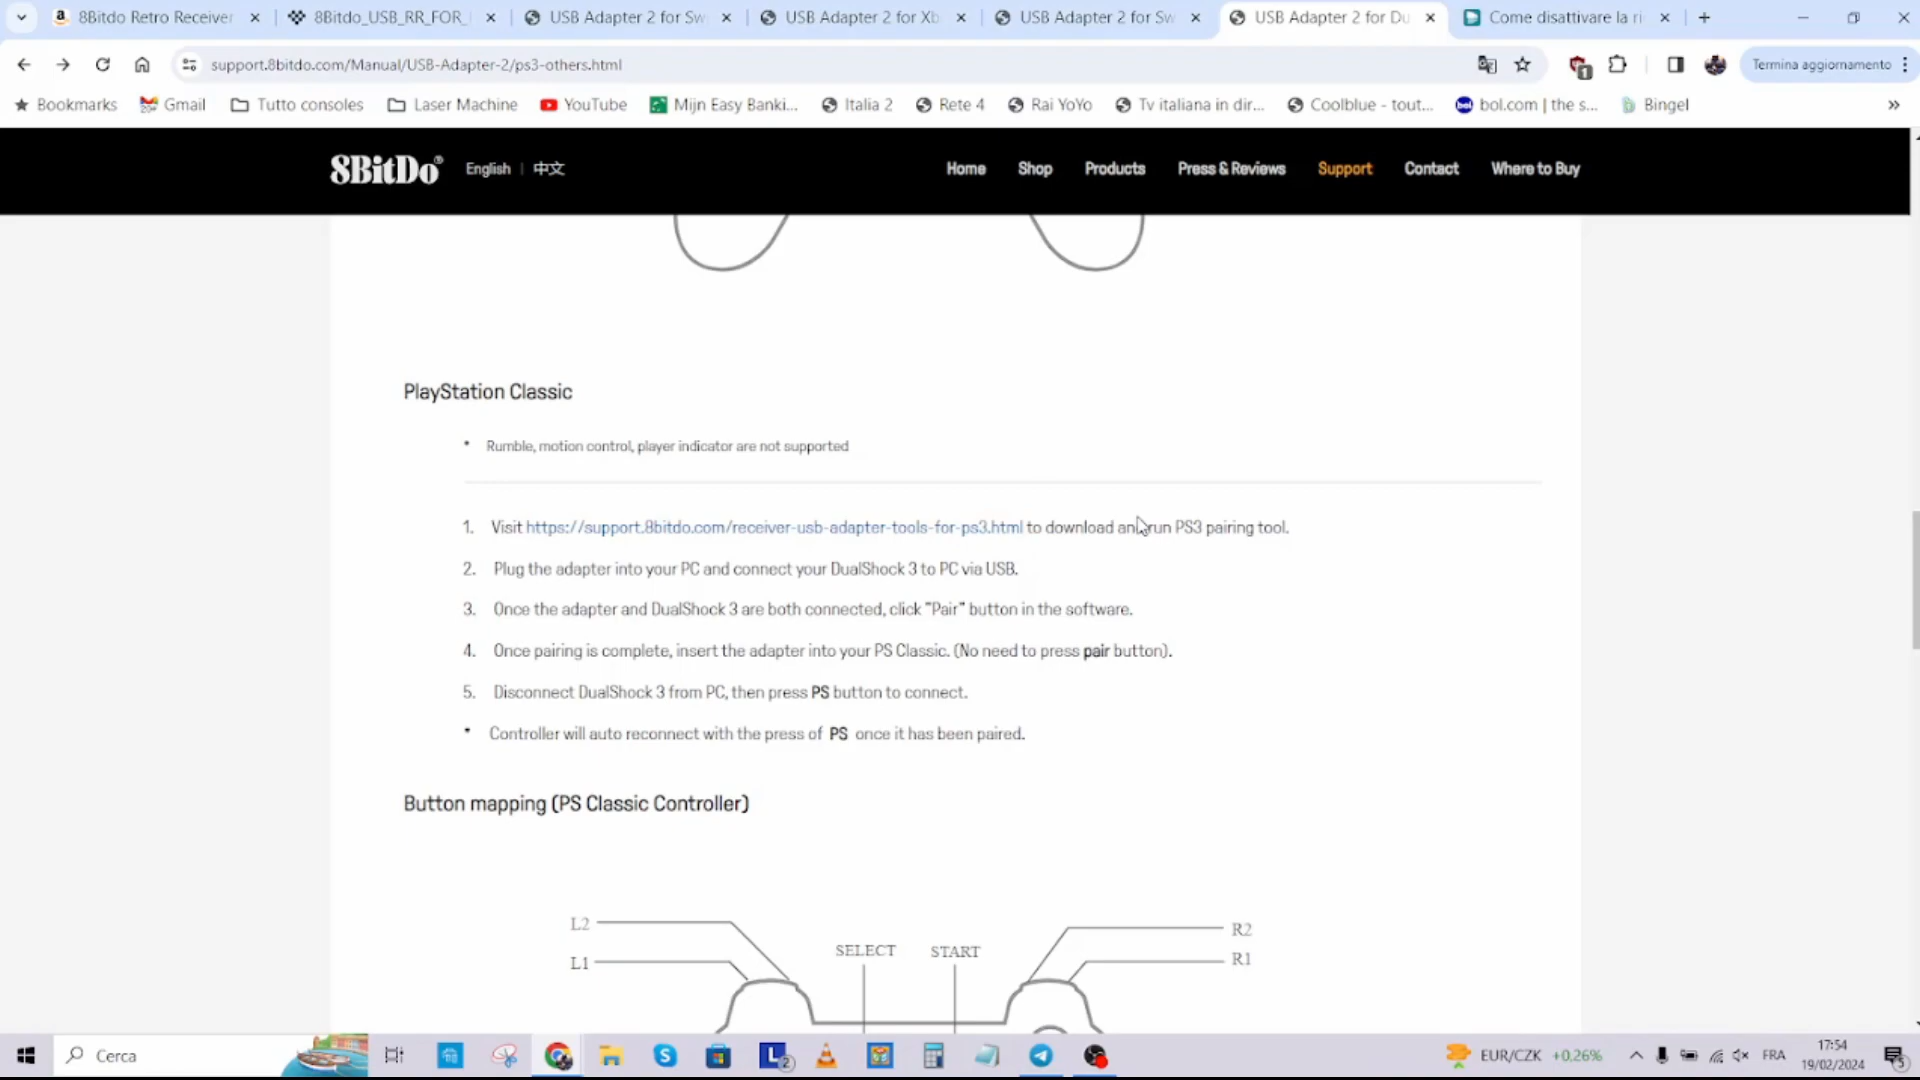 8Bitdo Retro Receiver
8Bitdo_USB_RR_FOR_
USB Adapter 2 for Sw
USB Adapter 2 for Xb
USB Adapter 2 for Sw
USB Adapter 2 for Du
Come disattivare la ri
support.8bitdo.com/Manual/USB-Adapter-2/ps3-others.html
1
Termina aggiornamento
Bookmarks
Gmail
Tutto consoles
Laser Machine
YouTube
Mijn Easy Banki...
Italia 2
Rete 4
Rai YoYo
Tv italiana in dir...
Coolblue - tout...
bol.com | the s...
Bingel
»
8BitDo®
English | 中文
Home
Shop
Products
Press & Reviews
Support
Contact
Where to Buy
PlayStation Classic
* Rumble, motion control, player indicator are not supported
1. Visit https://support.8bitdo.com/receiver-usb-adapter-tools-for-ps3.html to download and run PS3 pairing tool.
2. Plug the adapter into your PC and connect your DualShock 3 to PC via USB.
3. Once the adapter and DualShock 3 are both connected, click "Pair" button in the software.
4. Once pairing is complete, insert the adapter into your PS Classic. (No need to press pair button).
5. Disconnect DualShock 3 from PC, then press PS button to connect.
* Controller will auto reconnect with the press of PS once it has been paired.
Button mapping (PS Classic Controller)
L2
R2
SELECT
START
L1
R1
Cerca
EUR/CZK +0,26%
FRA
17:54
19/02/2024
5